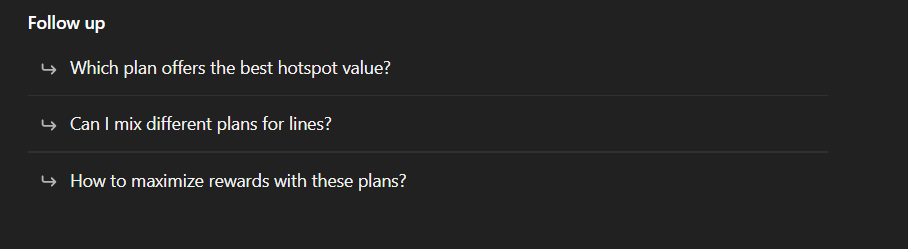 Follow up
Which plan offers the best hotspot value?
Can I mix different plans for lines?
How to maximize rewards with these plans?